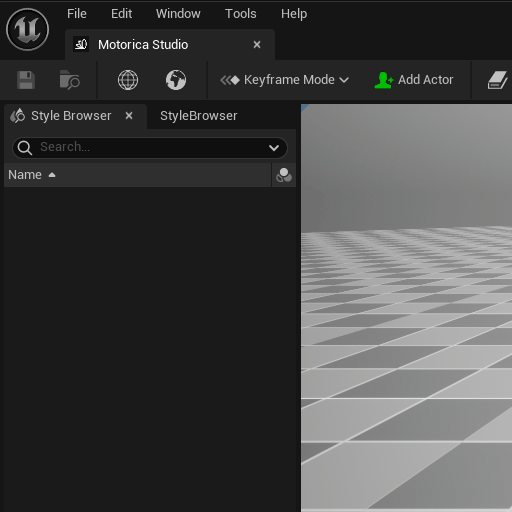 File Edit Window Tools Help
Motorica Studio
Keyframe Mode Add Actor
Style Browser StyleBrowser
Search...
Name